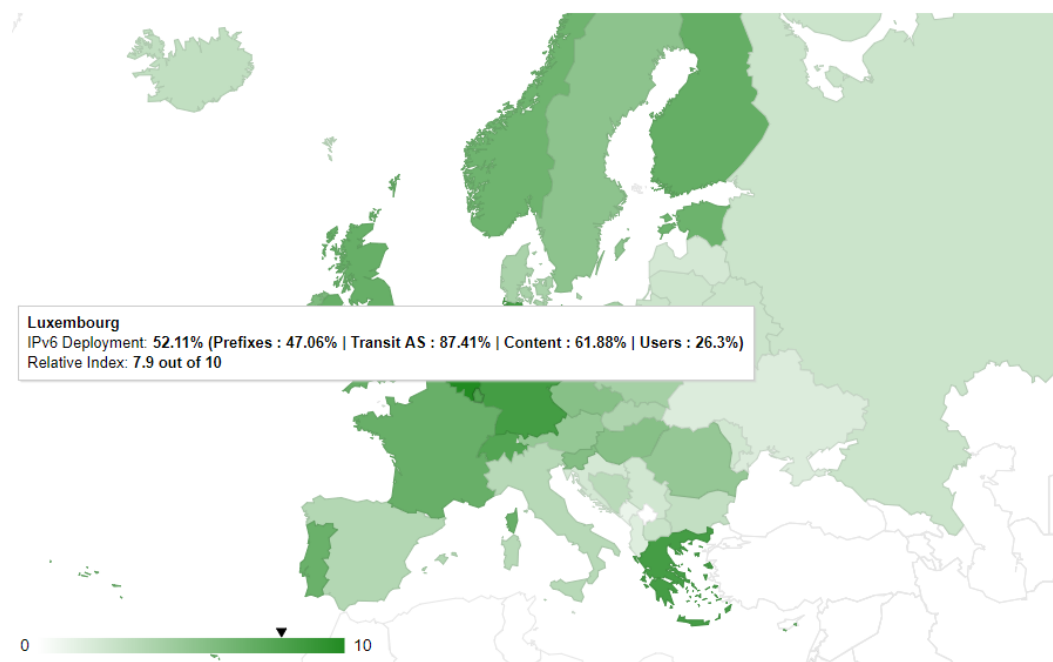 Luxembourg
IPv6 Deployment: 52.11% (Prefixes : 47.06% | Transit AS : 87.41% | Content : 61.88% | Users : 26.3%)
Relative Index: 7.9 out of 10
0 10